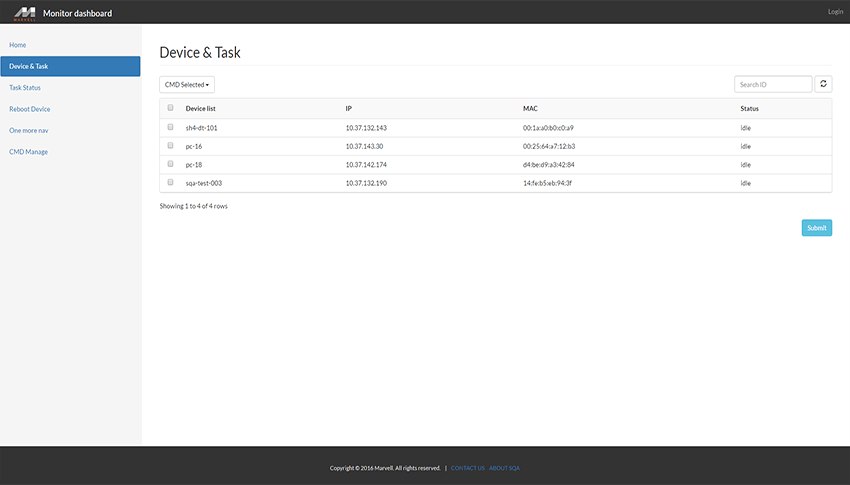 MARVELL Monitor dashboard Login
Home
Device & Task
Task Status
Reboot Device
One more nav
CMD Manage
Device & Task
CMD Selected Search ID
Device list IP MAC Status
sh4-dt-101 10.37.132.143 00:1a:a0:b0:c0:a9 idle
pc-16 10.37.143.30 00:25:64:a7:12:b3 idle
pc-18 10.37.142.174 d4:be:d9:a3:42:84 idle
sqa-test-003 10.37.132.190 14:fe:b5:eb:94:3f idle
Showing 1 to 4 of 4 rows
Submit
Copyright © 2016 Marvell. All rights reserved. | CONTACT US ABOUT SQA